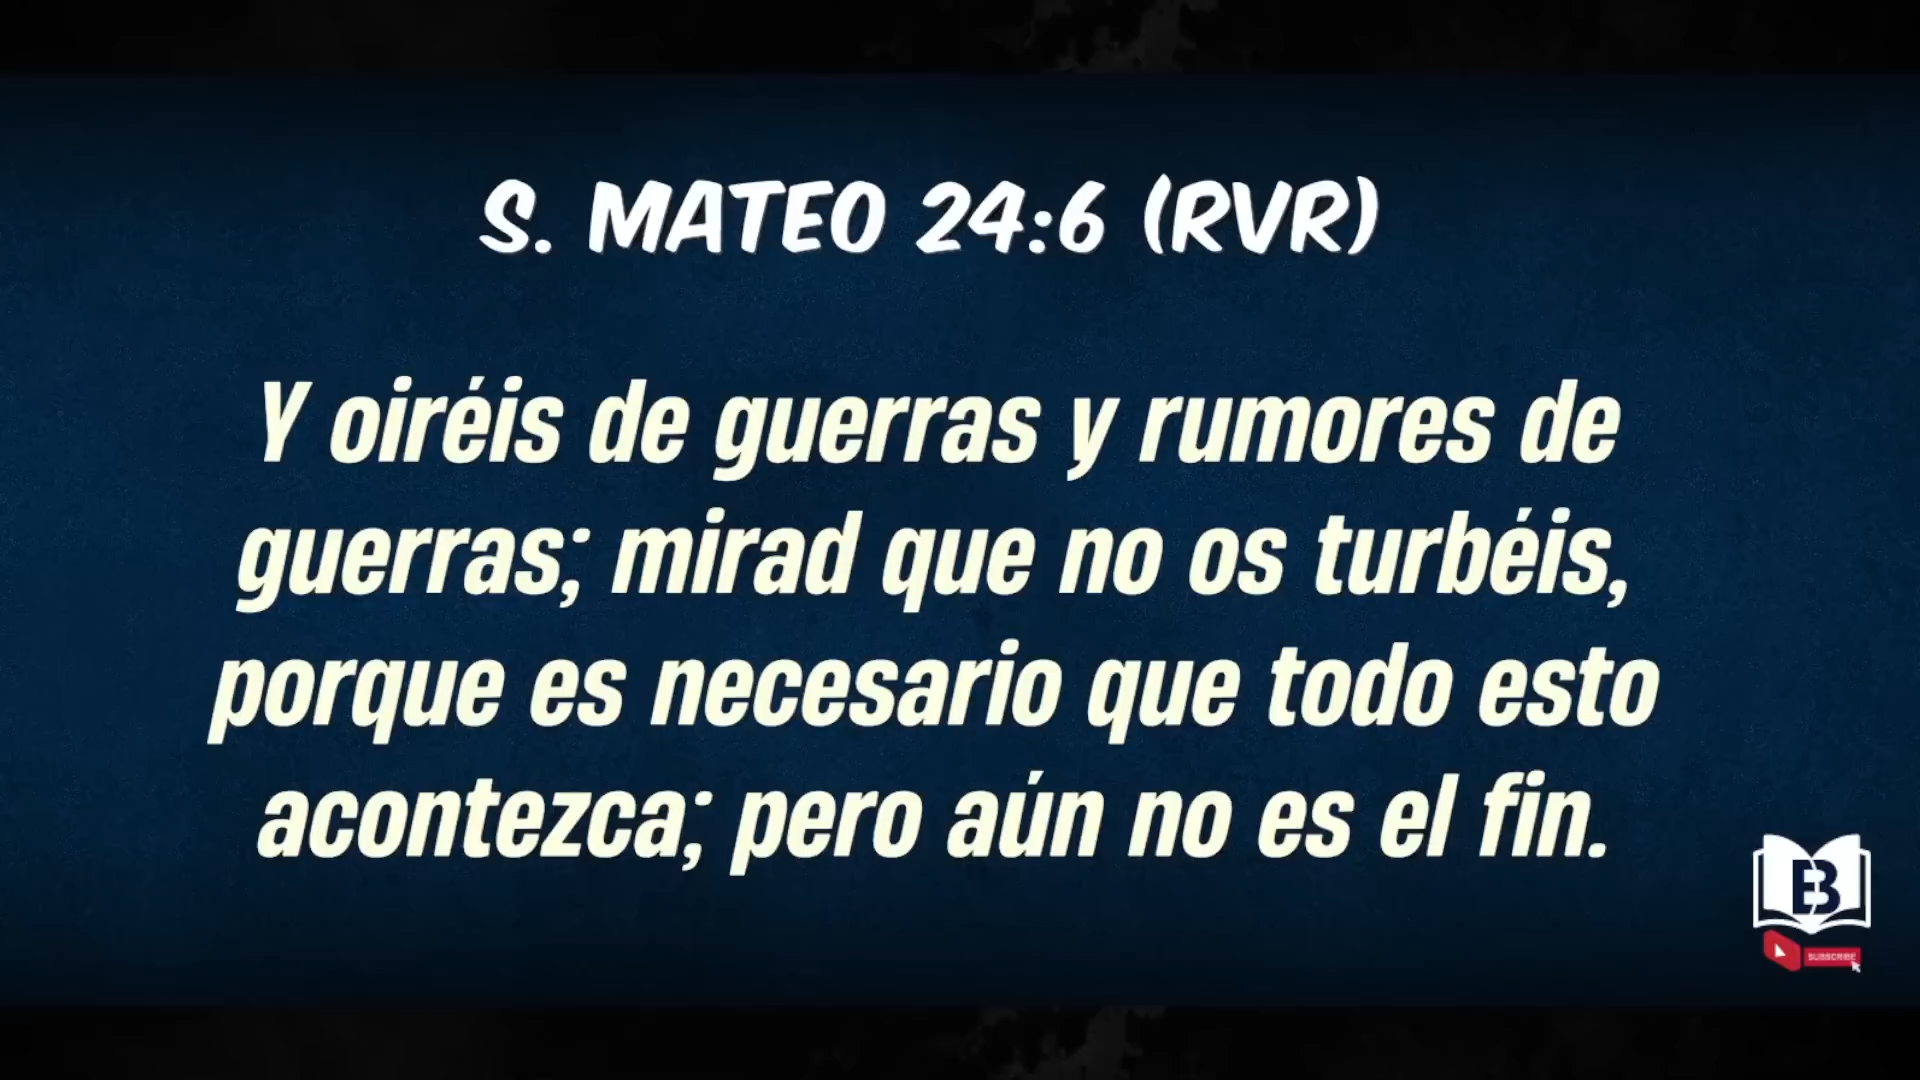 S. MATEO 24:6 (RVR)
Y oiréis de guerras y rumores de
guerras; mirad que no os turbéis,
porque es necesario que todo esto
acontezca; pero aún no es el fin.
EB
SUBSCRIBE